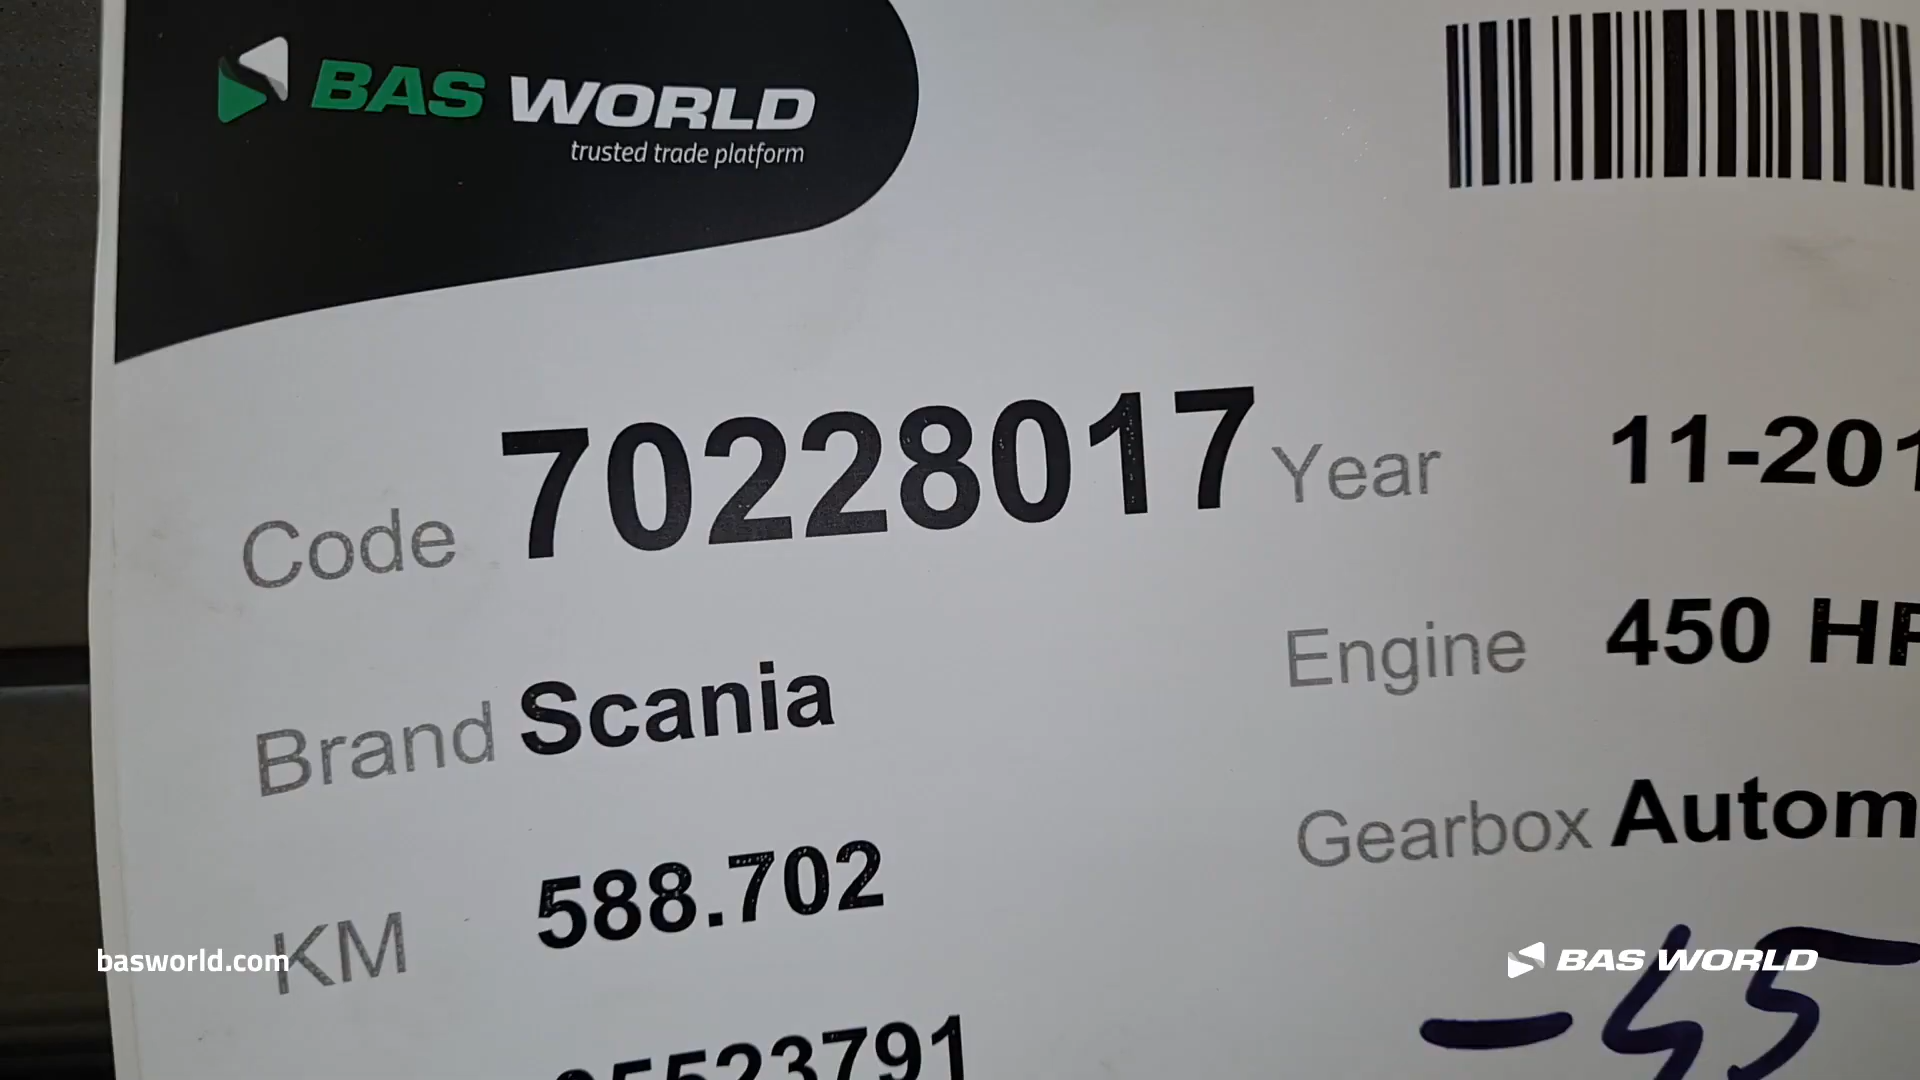 BAS WORLD
trusted trade platform
Code 70228017 Year 11-201
Brand Scania Engine 450 HP
KM 588.702 Gearbox Autom
basworld.com
BAS WORLD
-45
5523791